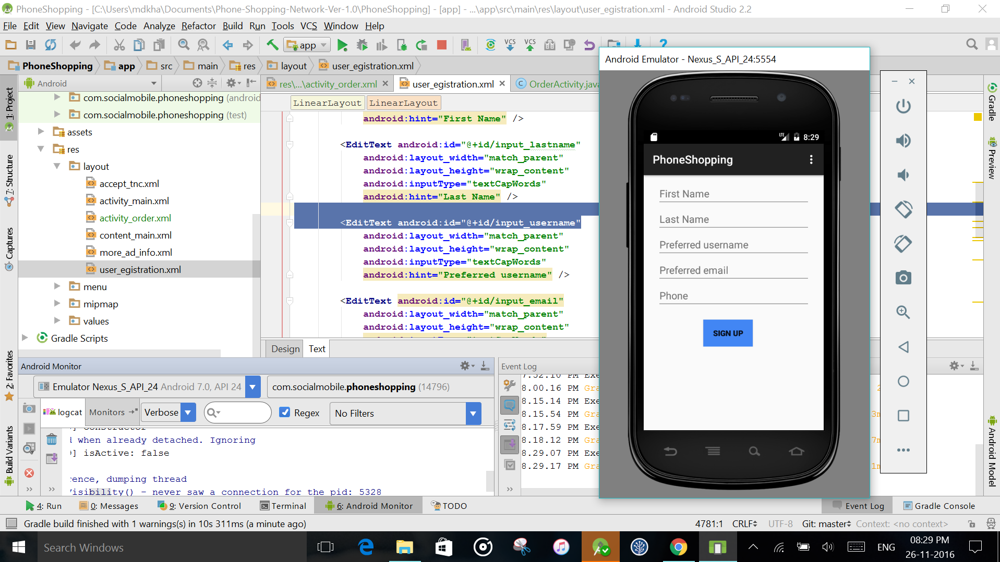 PhoneShopping - [C:\Users\mdkha\Documents\Phone-Shopping-Network-Ver-1.0\PhoneShopping] - [app] - ...\app\src\main\res\layout\user_egistration.xml - Android Studio 2.2
File Edit View Navigate Code Analyze Refactor Build Run Tools VCS Window Help
app VCS VCS ?
PhoneShopping app src main res layout user_egistration.xml
Android Emulator - Nexus_S_API_24:5554
1: Project
7: Structure
Captures
2: Favorites
Build Variants
Android
com.socialmobile.phoneshopping (android
com.socialmobile.phoneshopping (test)
assets
res
layout
accept_tnc.xml
activity_main.xml
activity_order.xml
content_main.xml
more_ad_info.xml
user_egistration.xml
menu
mipmap
values
Gradle Scripts
res\...\activity_order.xml user_egistration.xml OrderActivity.java
LinearLayout LinearLayout
android:hint="First Name" />
<EditText android:id="@+id/input_lastname"
android:layout_width="match_parent"
android:layout_height="wrap_content"
android:inputType="textCapWords"
android:hint="Last Name" />
<EditText android:id="@+id/input_username"
android:layout_width="match_parent"
android:layout_height="wrap_content"
android:inputType="textCapWords"
android:hint="Preferred username" />
<EditText android:id="@+id/input_email"
android:layout_width="match_parent"
android:layout_height="wrap_content"
Design Text
LTE 8:29
PhoneShopping
First Name
Last Name
Preferred username
Preferred email
Phone
SIGN UP
Gradle
Preview
Android Model
Android Monitor
Emulator Nexus_S_API_24 Android 7.0, API 24
com.socialmobile.phoneshopping (14796)
logcat Monitors Verbose Regex No Filters
] Constructor
when already detached. Ignoring
] isActive: false
ence, dumping thread
isibility() - never saw a connection for the pid: 5328
Event Log
7.52.10 PM Exe
8.00.16 PM Gra
8.15.14 PM Exe
8.15.54 PM Gra
8.17.59 PM Exe
8.18.12 PM Gra
8.29.07 PM Exe
8.29.17 PM Gra
4: Run 0: Messages 9: Version Control Terminal 6: Android Monitor TODO Event Log Gradle Console
Gradle build finished with 1 warnings(s) in 10s 311ms (a minute ago)
4781:1 CRLF UTF-8 Git: master Context: <no context>
Search Windows
ENG
08:29 PM
26-11-2016